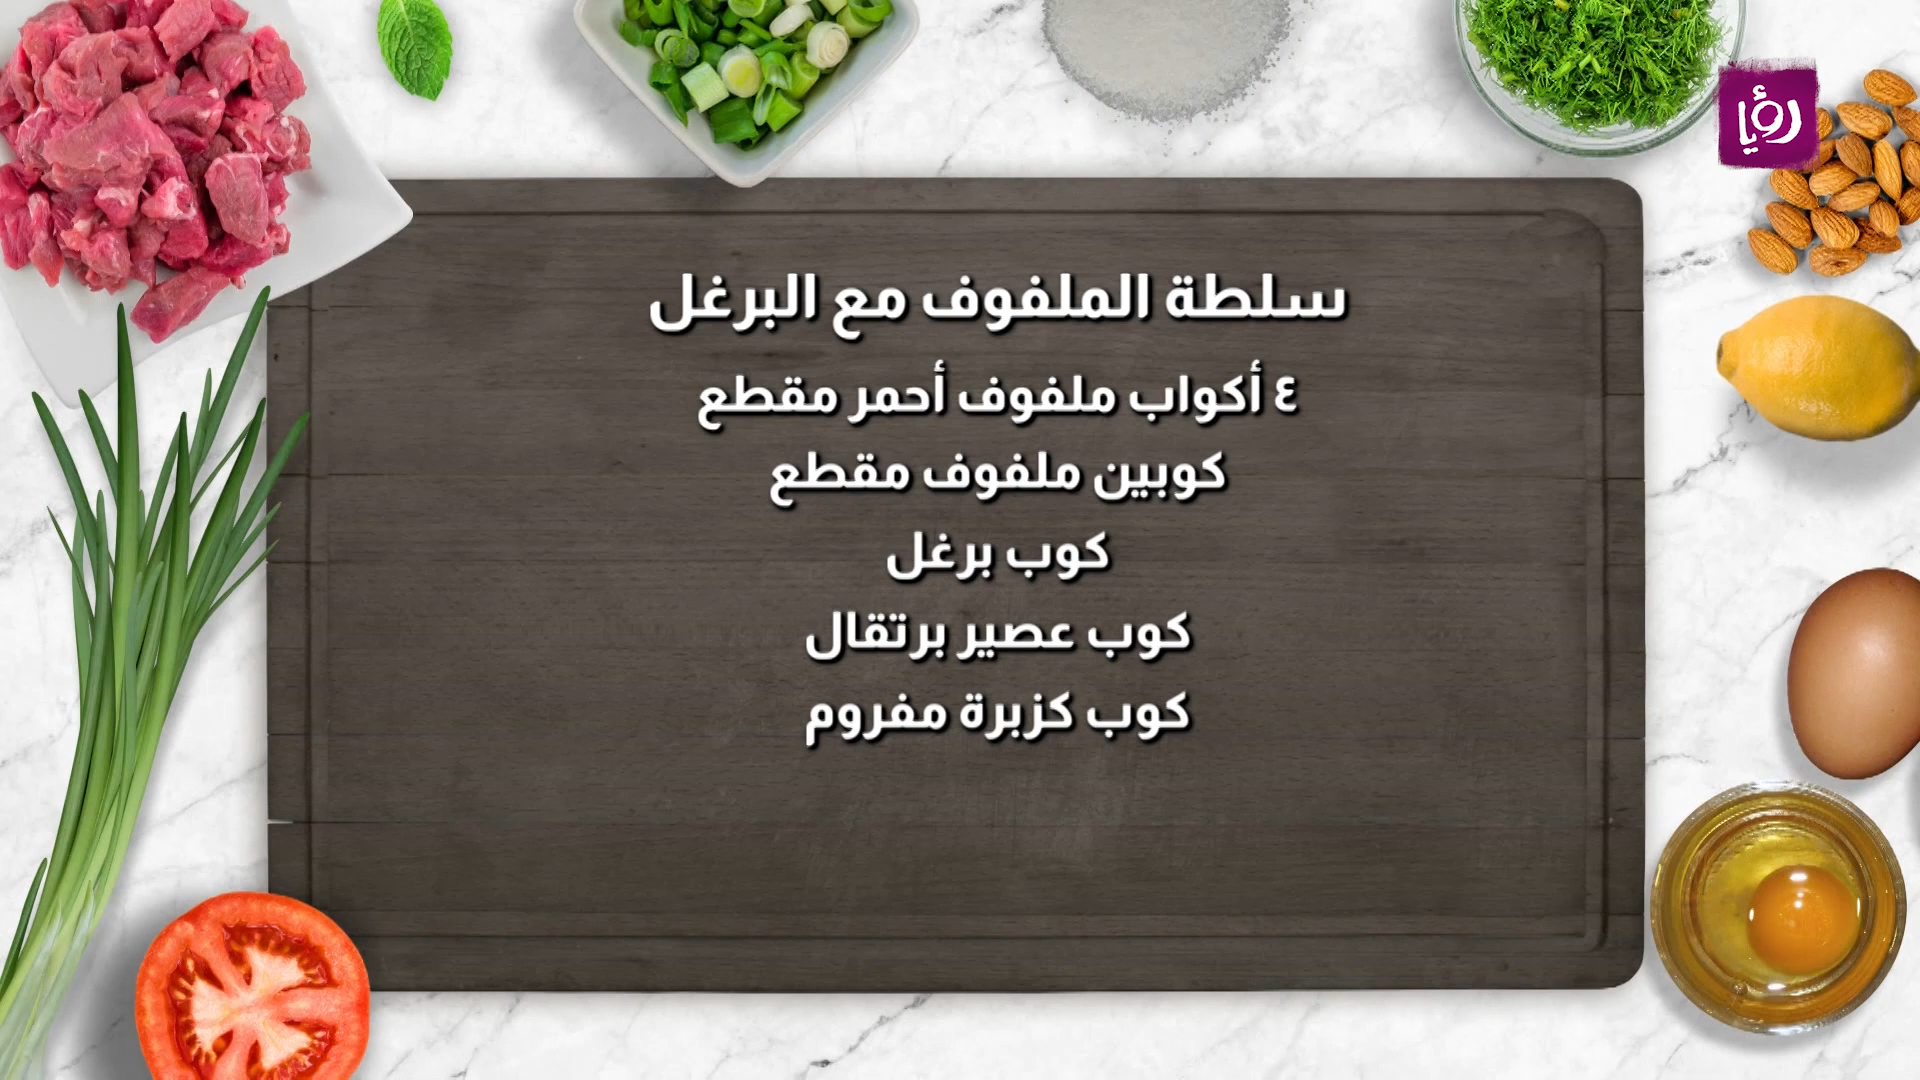 رؤيا
سلطة الملفوف مع البرغل
٤ أكواب ملفوف أحمر مقطع
كوبين ملفوف مقطع
كوب برغل
كوب عصير برتقال
كوب كزبرة مفروم